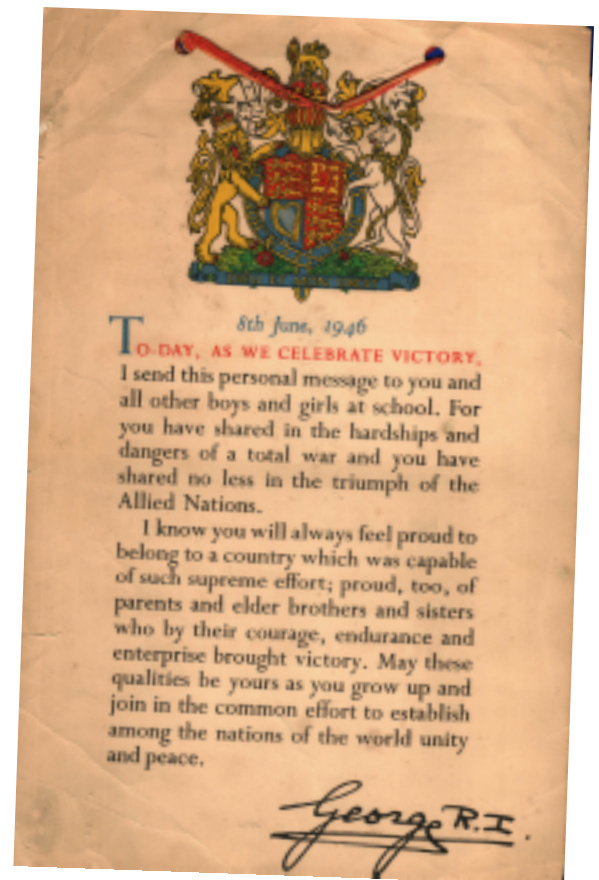 8th June, 1946
TO-DAY, AS WE CELEBRATE VICTORY,
I send this personal message to you and
all other boys and girls at school. For
you have shared in the hardships and
dangers of a total war and you have
shared no less in the triumph of the
Allied Nations.
I know you will always feel proud to
belong to a country which was capable
of such supreme effort; proud, too, of
parents and elder brothers and sisters
who by their courage, endurance and
enterprise brought victory. May these
qualities be yours as you grow up and
join in the common effort to establish
among the nations of the world unity
and peace.
George R.I.